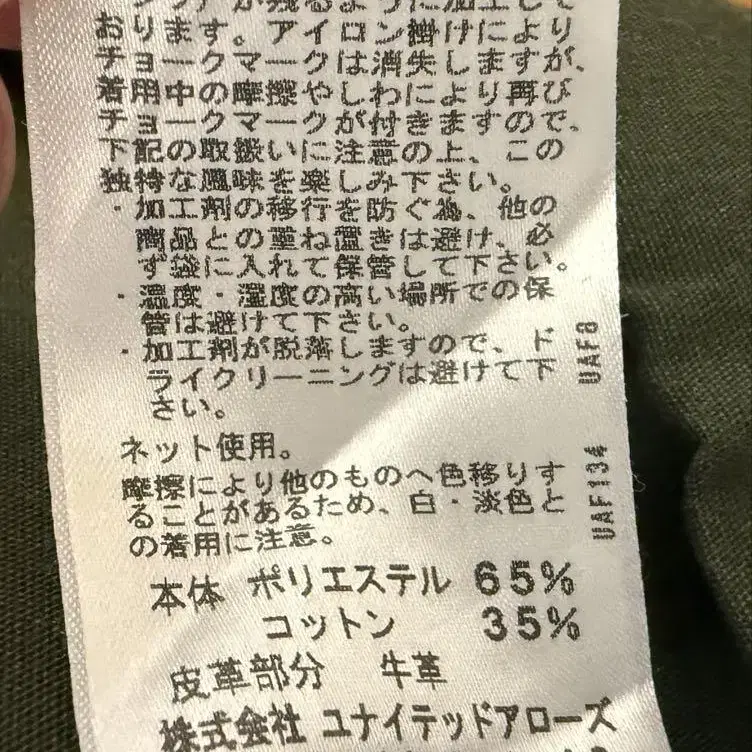 が残るように加工して
おります。アイロン掛けにより
チョークマークは消失しますが、
着用中の摩擦やしわにより再び
チョークマークが付きますので、
下記の取扱いに注意の上、この
独特な風味を楽しみ下さい。
・加工剤の移行を防ぐ為、他の
商品との重ね置きは避け、必
ず袋に入れて保管して下さい。
・温度・湿度の高い場所での保
管は避けて下さい。
・加工剤が脱落しますので、ド
ライクリーニングは避けて下
さい。
ネット使用。
摩擦により他のものへ色移りす
ることがあるため、白・淡色と
の着用に注意。
本体 ポリエステル 65%
コットン 35%
皮革部分 牛革
株式会社 ユナイテッドアローズ
UAF8
UAF134